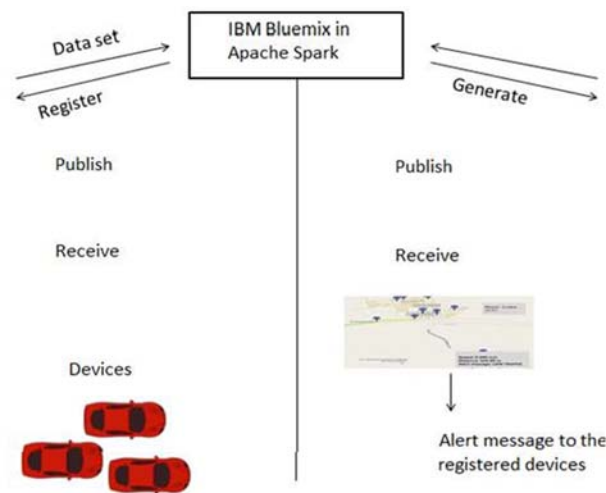 IBM Bluemix in
Apache Spark
Data set
Register
Generate
Publish
Publish
Receive
Receive
Devices
Alert message to the
registered devices